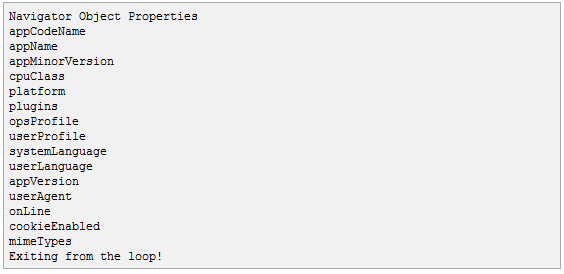 Navigator Object Properties
appCodeName
appName
appMinorVersion
cpuClass
platform
plugins
opsProfile
userProfile
systemLanguage
userLanguage
appVersion
userAgent
onLine
cookieEnabled
mimeTypes
Exiting from the loop!